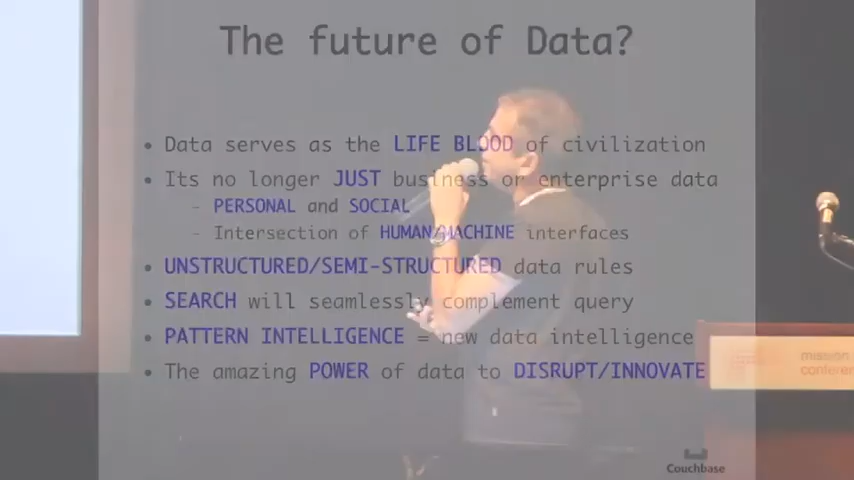 The future of Data?
• Data serves as the LIFE BLOOD of civilization
• Its no longer JUST business or enterprise data
- PERSONAL and SOCIAL
- Intersection of HUMAN/MACHINE interfaces
• UNSTRUCTURED/SEMI-STRUCTURED data rules
• SEARCH will seamlessly complement query
• PATTERN INTELLIGENCE = new data intelligence
• The amazing POWER of data to DISRUPT/INNOVATE
mission
conferen
Couchbase